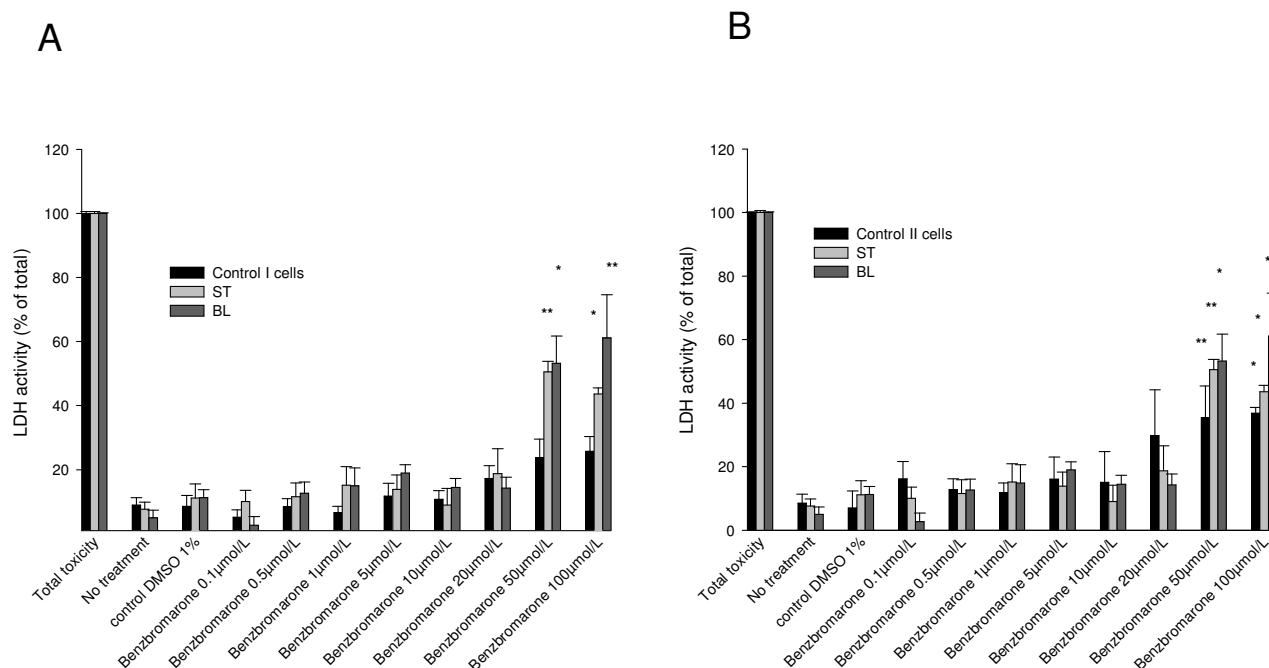 A
120
100
80
60
40
20
LDH activity (% of total)
Control I cells
ST
BL
*
**
**
*
Total toxicity
No treatment
control DMSO 1%
Benzbromarone 0.1µmol/L
Benzbromarone 0.5µmol/L
Benzbromarone 1µmol/L
Benzbromarone 5µmol/L
Benzbromarone 10µmol/L
Benzbromarone 20µmol/L
Benzbromarone 50µmol/L
Benzbromarone 100µmol/L
B
120
100
80
60
40
20
0
LDH activity (% of total)
Control II cells
ST
BL
*
*
**
*
**
*
Total toxicity
No treatment
control DMSO 1%
Benzbromarone 0.1µmol/L
Benzbromarone 0.5µmol/L
Benzbromarone 1µmol/L
Benzbromarone 5µmol/L
Benzbromarone 10µmol/L
Benzbromarone 20µmol/L
Benzbromarone 50µmol/L
Benzbromarone 100µmol/L